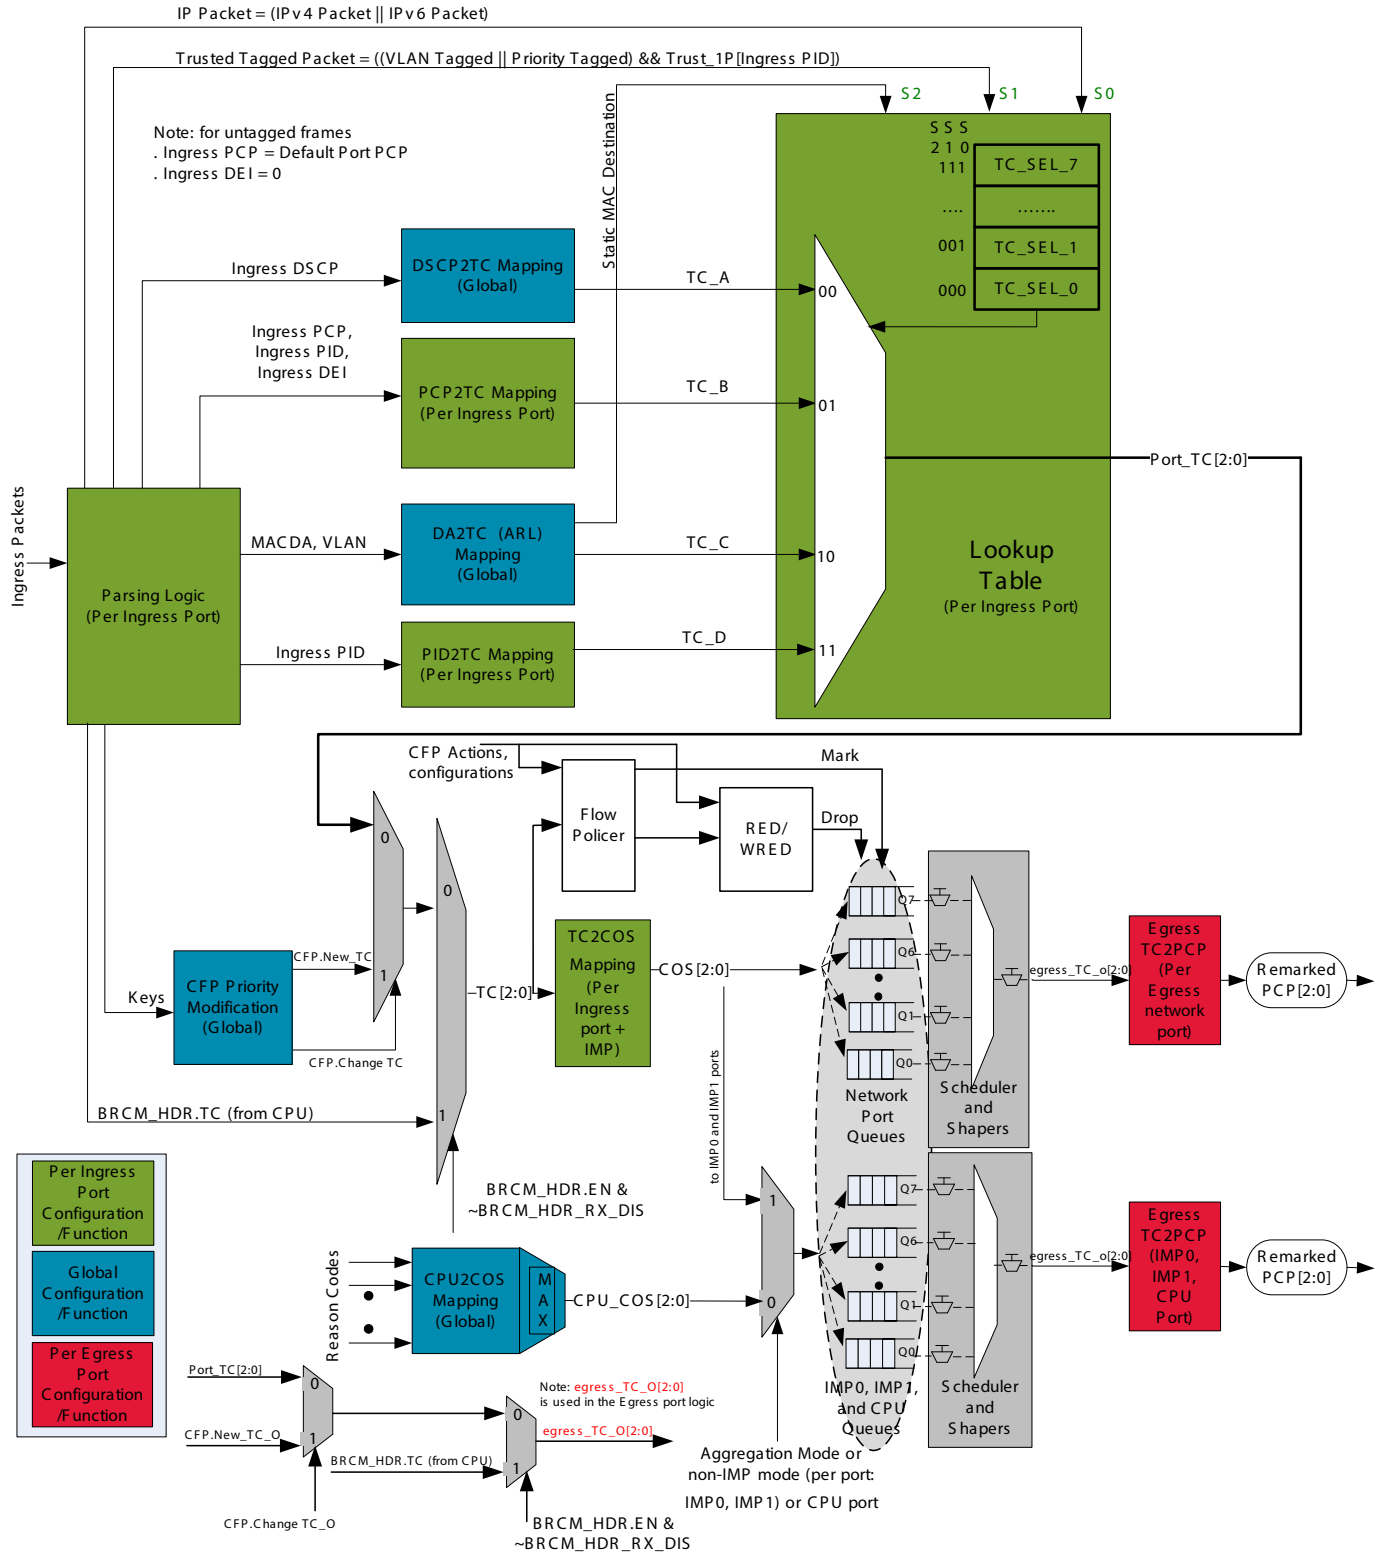 IP Packet = (IPv4 Packet || IPv6 Packet)
Trusted Tagged Packet = ((VLAN Tagged || Priority Tagged) && Trust_1P[Ingress PID])
S2
S1
S0
Note: for untagged frames
. Ingress PCP = Default Port PCP
. Ingress DEI = 0
Static MAC Destination
S S S
2 1 0
111
TC_SEL_7
....
.......
001
TC_SEL_1
000
TC_SEL_0
Ingress DSCP
DSCP2TC Mapping
(Global)
TC_A
00
Ingress PCP,
Ingress PID,
Ingress DEI
PCP2TC Mapping
(Per Ingress Port)
TC_B
01
Port_TC[2:0]
Ingress Packets
Parsing Logic
(Per Ingress Port)
MACDA, VLAN
DA2TC (ARL)
Mapping
(Global)
TC_C
10
Lookup
Table
(Per Ingress Port)
Ingress PID
PID2TC Mapping
(Per Ingress Port)
TC_D
11
CFP Actions,
configurations
Mark
Flow
Policer
RED/
WRED
Drop
0
0
1
CFP.New_TC
Keys
CFP Priority
Modification
(Global)
CFP.Change TC
TC[2:0]
TC2COS
Mapping
(Per
Ingress
port +
IMP)
COS[2:0]
Q7
Q6
Q1
Q0
Network
Port
Queues
Scheduler
and
Shapers
egress_TC_o[2:0]
Egress
TC2PCP
(Per
Egress
network
port)
Remarked
PCP[2:0]
BRCM_HDR.TC (from CPU)
1
to IMP0 and IMP1 ports
BRCM_HDR.EN &
~BRCM_HDR_RX_DIS
Per Ingress
Port
Configuration
/Function
Global
Configuration
/Function
Per Egress
Port
Configuration
/Function
Reason Codes
CPU2COS
Mapping
(Global)
M
A
X
CPU_COS[2:0]
1
0
Q7
Q6
Q1
Q0
IMP0, IMP1,
and CPU
Queues
Scheduler
and
Shapers
egress_TC_o[2:0]
Egress
TC2PCP
(IMP0,
IMP1,
CPU
Port)
Remarked
PCP[2:0]
Port_TC[2:0]
0
CFP.New_TC_O
1
CFP.Change TC_O
BRCM_HDR.TC (from CPU)
0
1
Note: egress_TC_O[2:0]
is used in the Egress port logic
egress_TC_O[2:0]
BRCM_HDR.EN &
~BRCM_HDR_RX_DIS
Aggregation Mode or
non-IMP mode (per port:
IMP0, IMP1) or CPU port